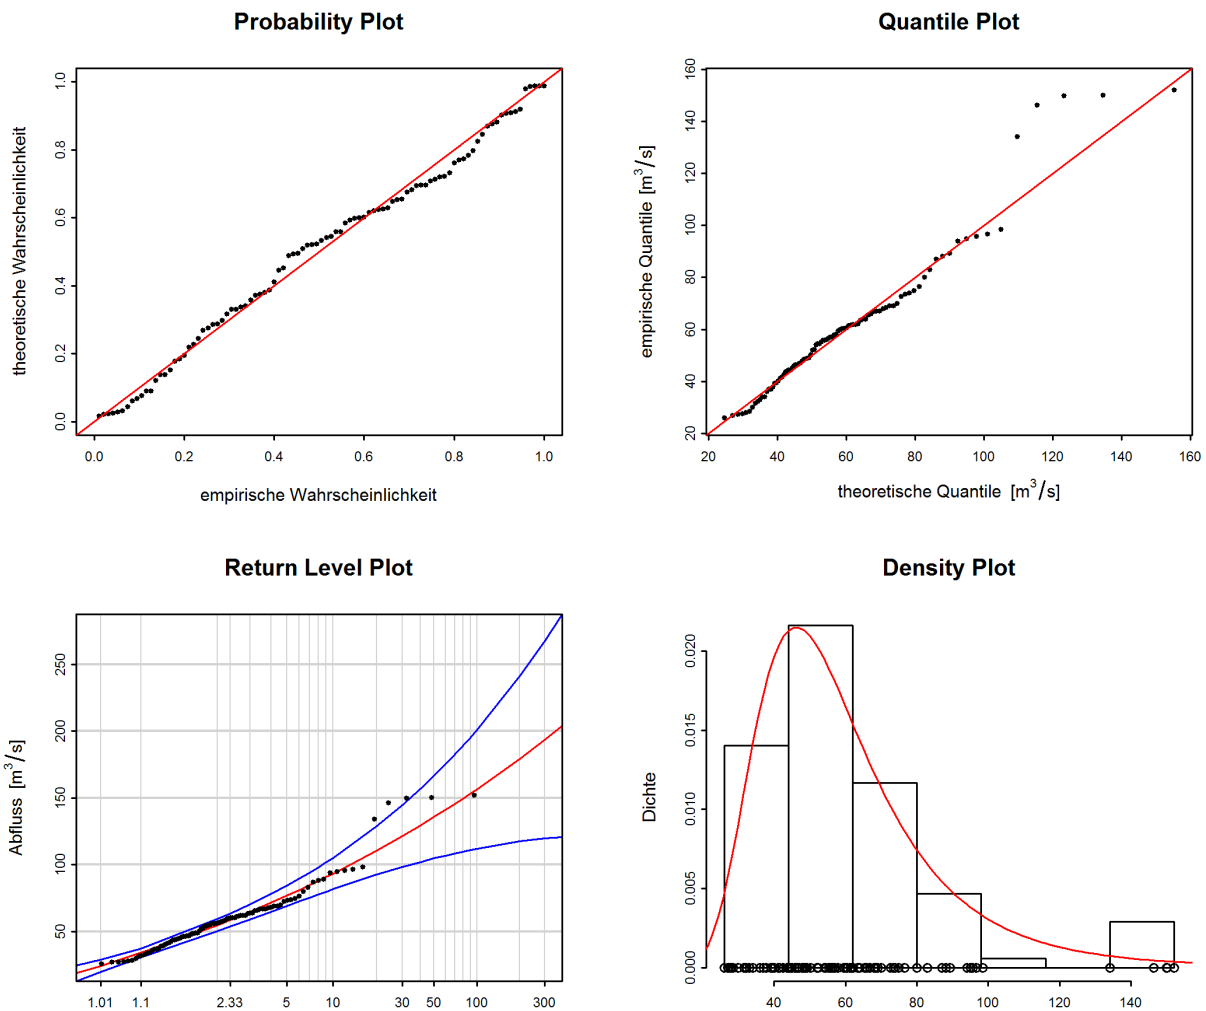 Probability Plot
theoretische Wahrscheinlichkeit
0.0 0.2 0.4 0.6 0.8 1.0
0.0 0.2 0.4 0.6 0.8 1.0
empirische Wahrscheinlichkeit
Quantile Plot
empirische Quantile [m³/s]
20 40 60 80 100 120 140 160
20 40 60 80 100 120 140 160
theoretische Quantile [m³/s]
Return Level Plot
Abfluss [m³/s]
50 100 150 200 250
1.01 1.1 2.33 5 10 30 50 100 300
Density Plot
Dichte
0.000 0.005 0.010 0.015 0.020
40 60 80 100 120 140